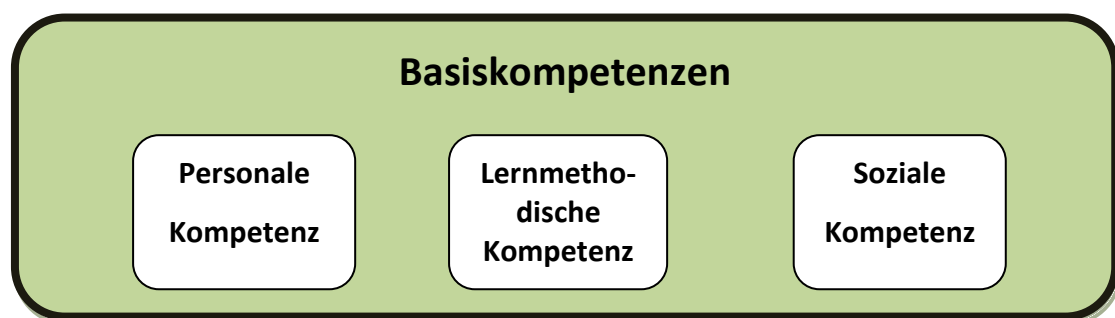 Basiskompetenzen
Personale
Kompetenz
Lernmetho-
dische
Kompetenz
Soziale
Kompetenz